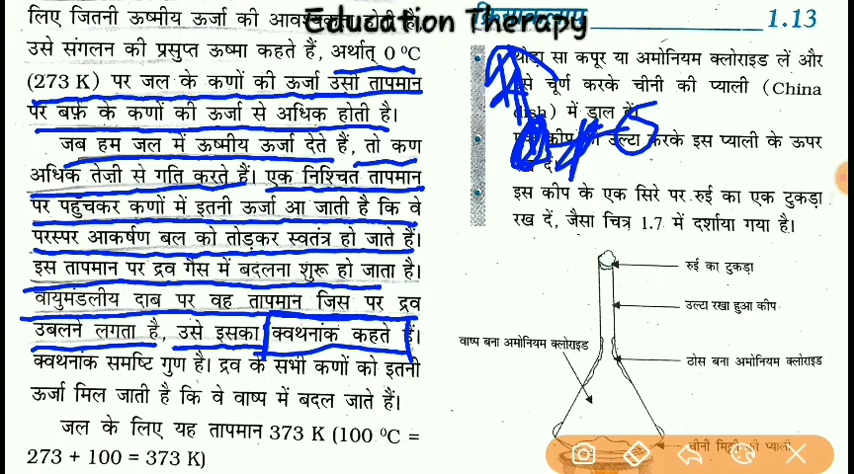 Education Therapy
लिए जितनी ऊष्मीय ऊर्जा की आवश्यकता होती है,
उसे संगलन की प्रसुप्त ऊष्मा कहते हैं, अर्थात् 0 ⁰C
(273 K) पर जल के कणों की ऊर्जा उसी तापमान
पर बर्फ़ के कणों की ऊर्जा से अधिक होती है।
जब हम जल में ऊष्मीय ऊर्जा देते हैं, तो कण
अधिक तेज़ी से गति करते हैं। एक निश्चित तापमान
पर पहुँचकर कणों में इतनी ऊर्जा आ जाती है कि वे
परस्पर आकर्षण बल को तोड़कर स्वतंत्र हो जाते हैं।
इस तापमान पर द्रव गैस में बदलना शुरू हो जाता है।
वायुमंडलीय दाब पर वह तापमान जिस पर द्रव
उबलने लगता है, उसे इसका क्वथनांक कहते हैं।
क्वथनांक समष्टि गुण है। द्रव के सभी कणों को इतनी
ऊर्जा मिल जाती है कि वे वाष्प में बदल जाते हैं।
जल के लिए यह तापमान 373 K (100 ⁰C =
273 + 100 = 373 K)
क्रियाकलाप 1.13
थोड़ा सा कपूर या अमोनियम क्लोराइड लें और
चूर्ण करके चीनी की प्याली (China
dish) में डाल दें।
कीप को उल्टा करके इस प्याली के ऊपर
दें।
इस कीप के एक सिरे पर रुई का एक टुकड़ा
रख दें, जैसा चित्र 1.7 में दर्शाया गया है।
रुई का टुकड़ा
उल्टा रखा हुआ कीप
वाष्प बना अमोनियम क्लोराइड
ठोस बना अमोनियम क्लोराइड
चीनी मिट्टी की प्याली